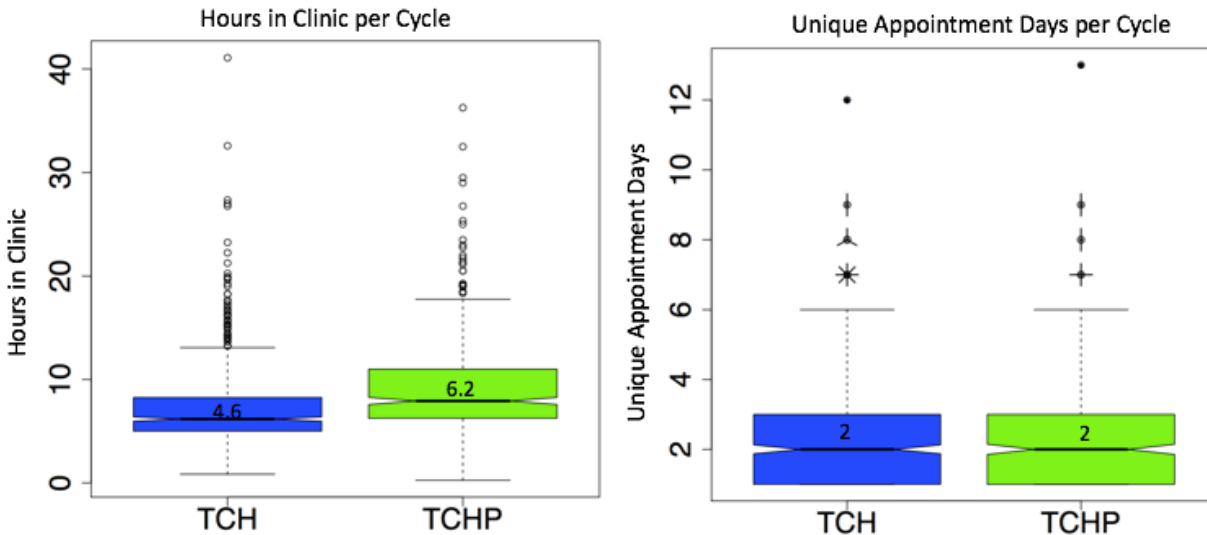 Hours in Clinic per Cycle
Hours in Clinic
40
30
20
10
0
4.6
6.2
TCH
TCHP
Unique Appointment Days per Cycle
Unique Appointment Days
12
10
8
6
4
2
2
2
TCH
TCHP